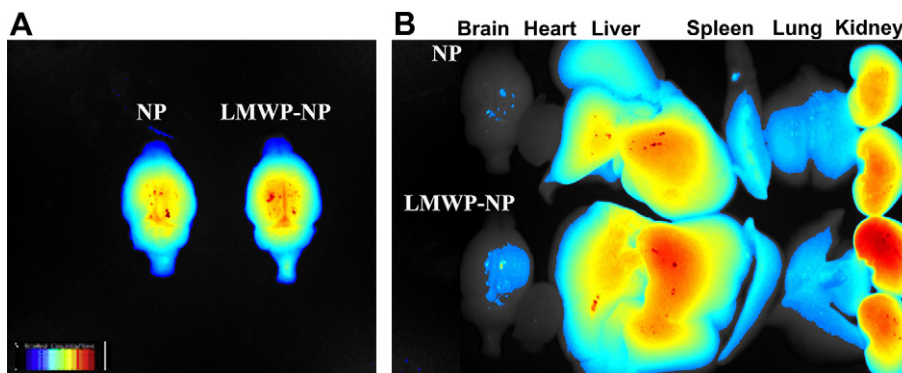 A
NP LMWP-NP
B
Brain Heart Liver Spleen Lung Kidney
NP
LMWP-NP